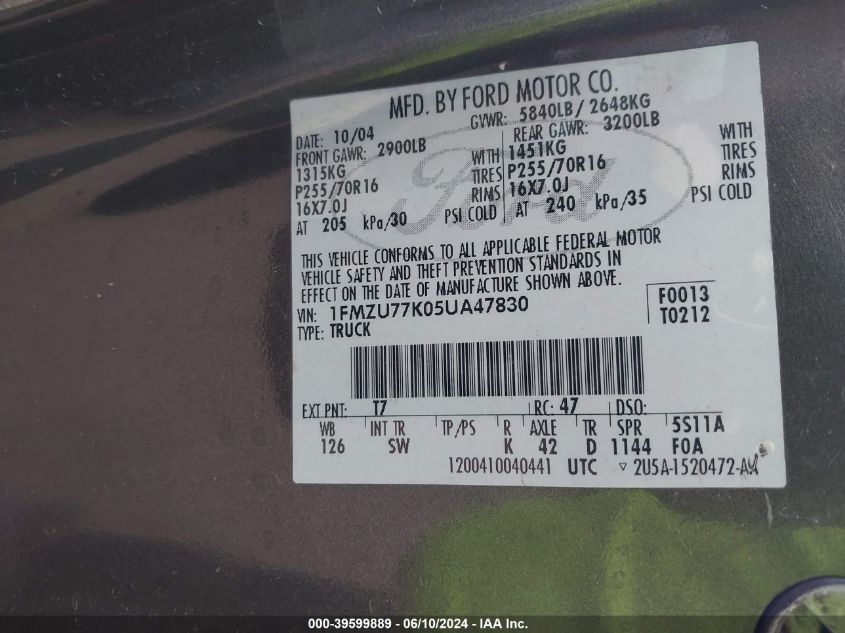 MFD. BY FORD MOTOR CO.
DATE: 10/04 GVWR: 5840LB / 2648KG
FRONT GAWR: 2900LB REAR GAWR: 3200LB
1315KG WITH 1451KG WITH
P255/70R16 TIRES P255/70R16 TIRES
16X7.0J RIMS 16X7.0J RIMS
AT 205 kPa/30 PSI COLD AT 240 kPa/35 PSI COLD
Ford
THIS VEHICLE CONFORMS TO ALL APPLICABLE FEDERAL MOTOR
VEHICLE SAFETY AND THEFT PREVENTION STANDARDS IN
EFFECT ON THE DATE OF MANUFACTURE SHOWN ABOVE.
VIN: 1FMZU77K05UA47830 F0013
TYPE: TRUCK T0212
EXT PNT: T7 RC: 47 DSO:
WB INT TR TP/PS R AXLE TR SPR 5S11A
126 SW K 42 D 1144 F0A
1200410040441 UTC ▽ 2U5A-1520472-AA
000-39599889 - 06/10/2024 - IAA Inc.